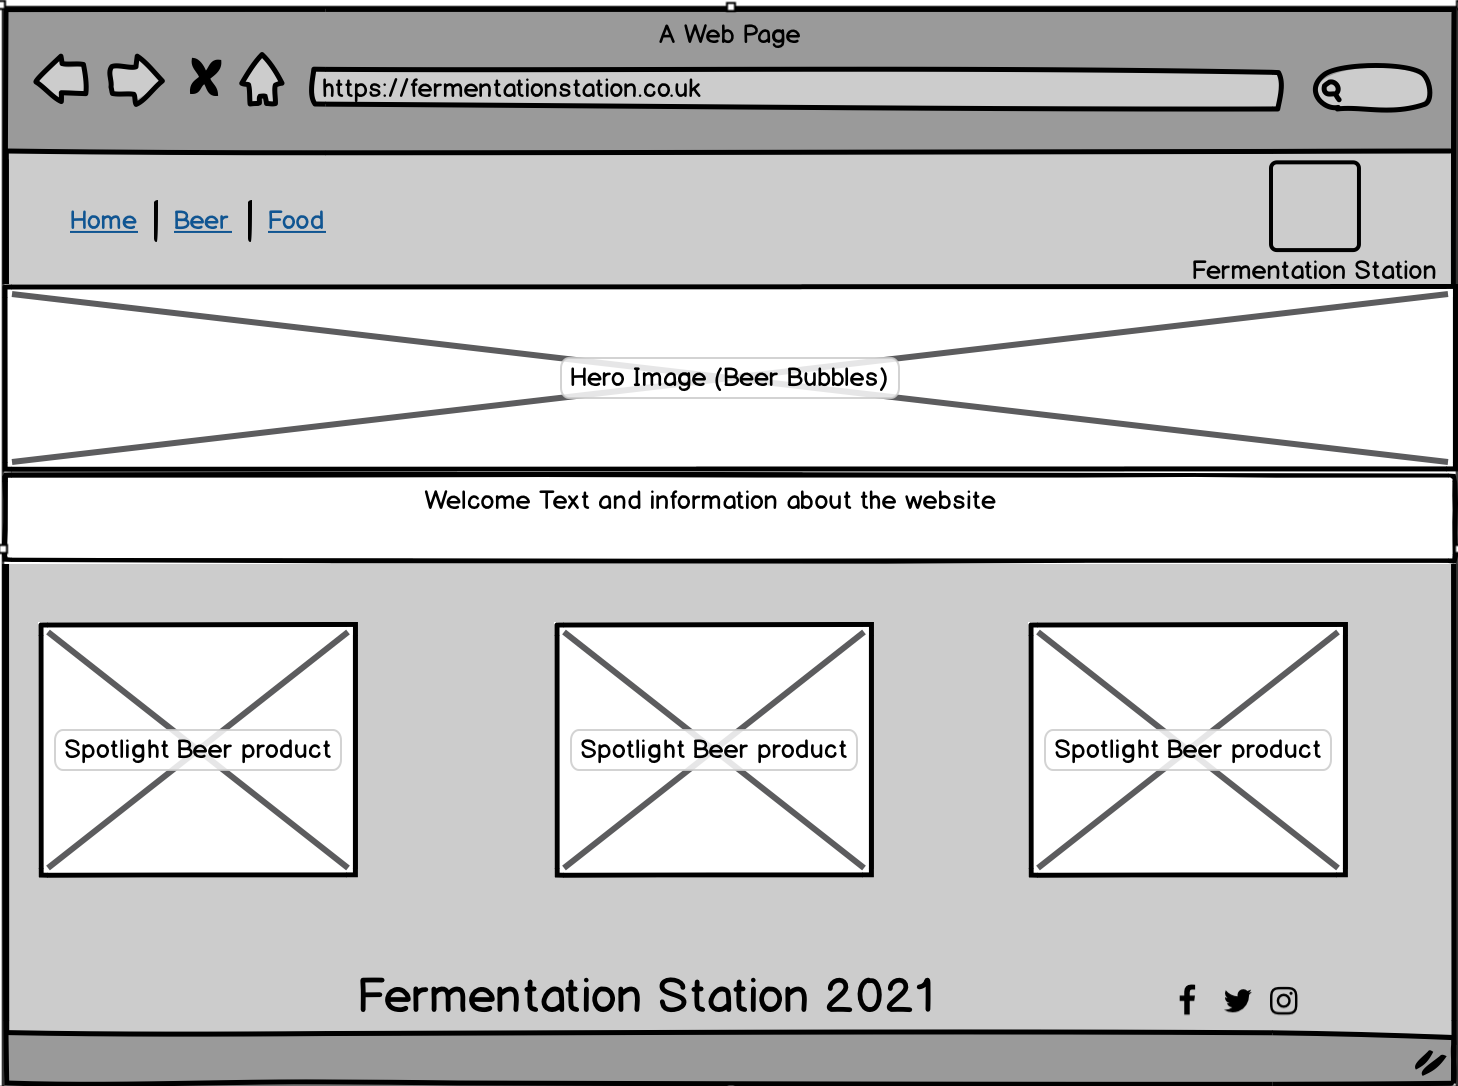 A Web Page
https://fermentationstation.co.uk
Home | Beer | Food
Fermentation Station
Hero Image (Beer Bubbles)
Welcome Text and information about the website
Spotlight Beer product
Spotlight Beer product
Spotlight Beer product
Fermentation Station 2021